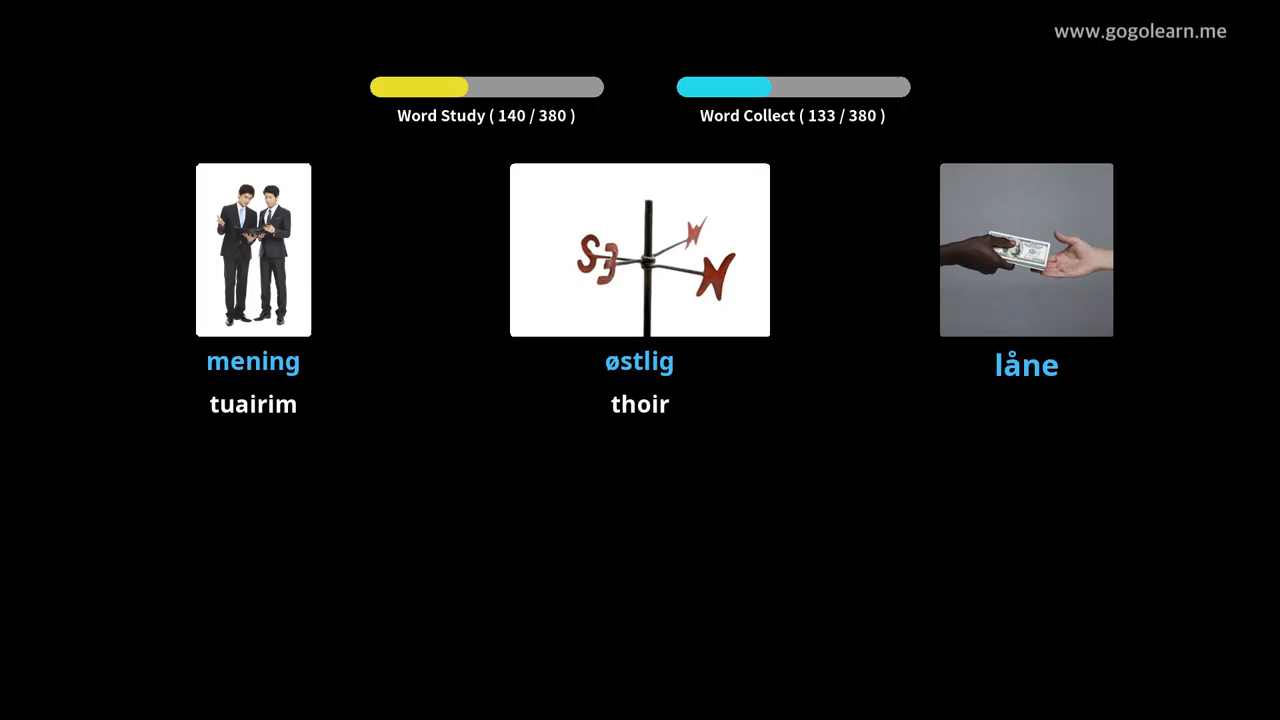 www.gogolearn.me
Word Study ( 140 / 380 )
Word Collect ( 133 / 380 )
S
E
N
W
mening
østlig
låne
tuairim
thoir